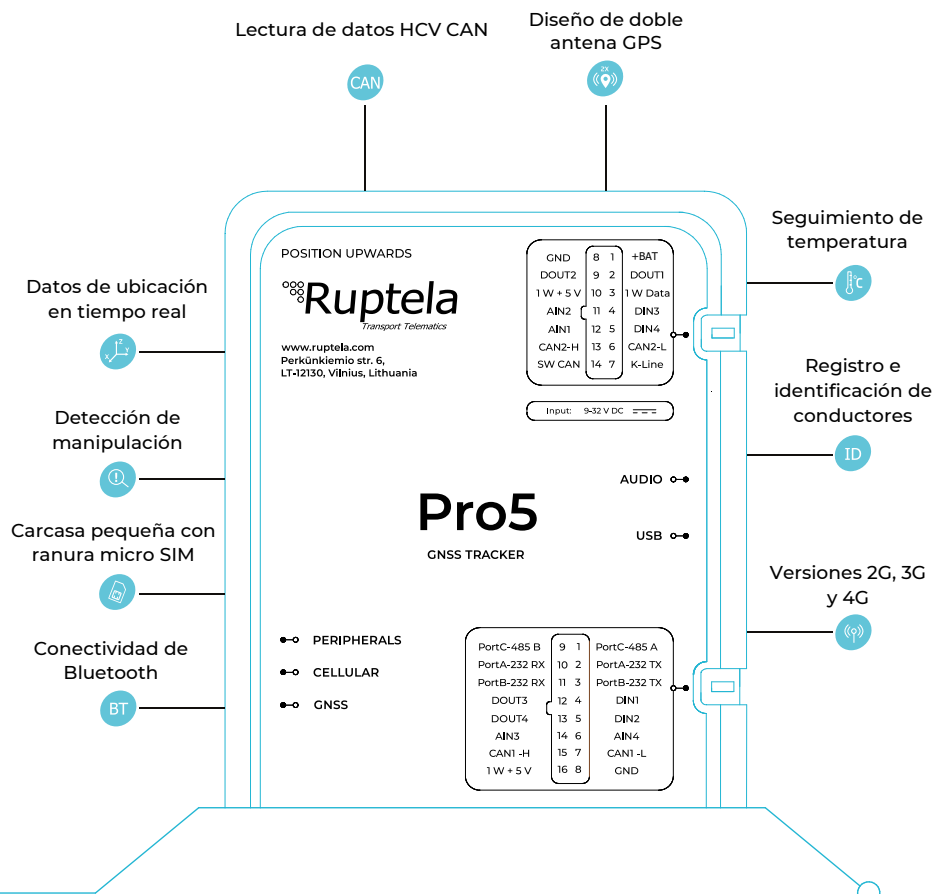 Lectura de datos HCV CAN
CAN
Diseño de doble
antena GPS
2X
Datos de ubicación
en tiempo real
X Y Z
Detección de
manipulación
Carcasa pequeña con
ranura micro SIM
Conectividad de
Bluetooth
BT
POSITION UPWARDS
Ruptela
Transport Telematics
www.ruptela.com
Perkūnkiemio str. 6,
LT-12130, Vilnius, Lithuania
GND 8 1 +BAT
DOUT2 9 2 DOUT1
1 W + 5 V 10 3 1 W Data
AIN2 11 4 DIN3
AIN1 12 5 DIN4
CAN2-H 13 6 CAN2-L
SW CAN 14 7 K-Line
Input: 9-32 V DC
AUDIO
Pro5
USB
GNSS TRACKER
PERIPHERALS
CELLULAR
GNSS
PortC-485 B 9 1 PortC-485 A
PortA-232 RX 10 2 PortA-232 TX
PortB-232 RX 11 3 PortB-232 TX
DOUT3 12 4 DIN1
DOUT4 13 5 DIN2
AIN3 14 6 AIN4
CAN1 -H 15 7 CAN1 -L
1 W + 5 V 16 8 GND
Seguimiento de
temperatura
°C
Registro e
identificación de
conductores
ID
Versiones 2G, 3G
y 4G